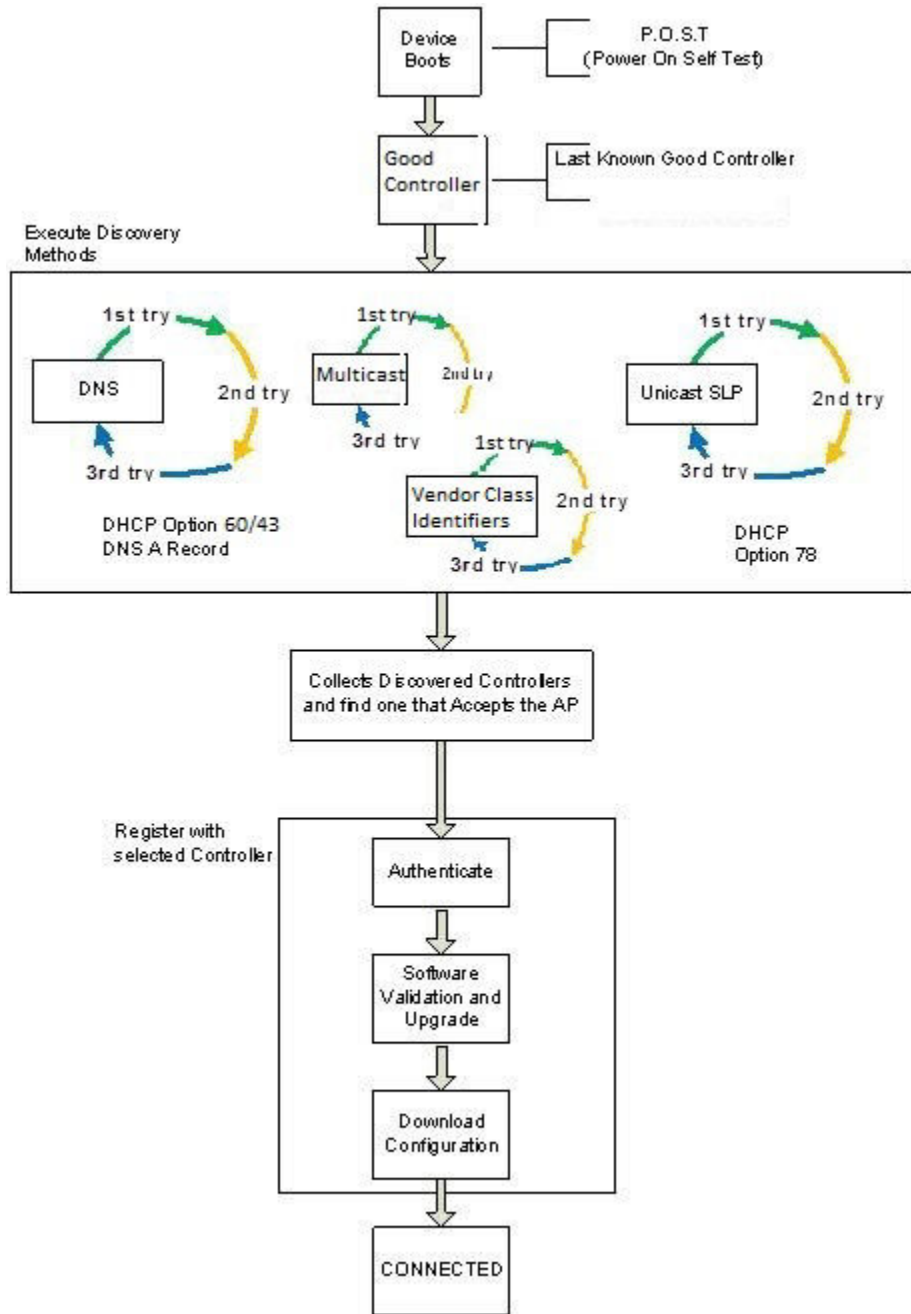 Device
Boots
P.O.S.T
(Power On Self Test)
Good
Controller
Last Known Good Controller
Execute Discovery
Methods
1st try
DNS
2nd try
3rd try
DHCP Option 60/43
DNS A Record
1st try
Multicast
2nd try
3rd try
1st try
Vendor Class
Identifiers
2nd try
3rd try
1st try
Unicast SLP
2nd try
3rd try
DHCP
Option 78
Collects Discovered Controllers
and find one that Accepts the AP
Register with
selected Controller
Authenticate
Software
Validation and
Upgrade
Download
Configuration
CONNECTED